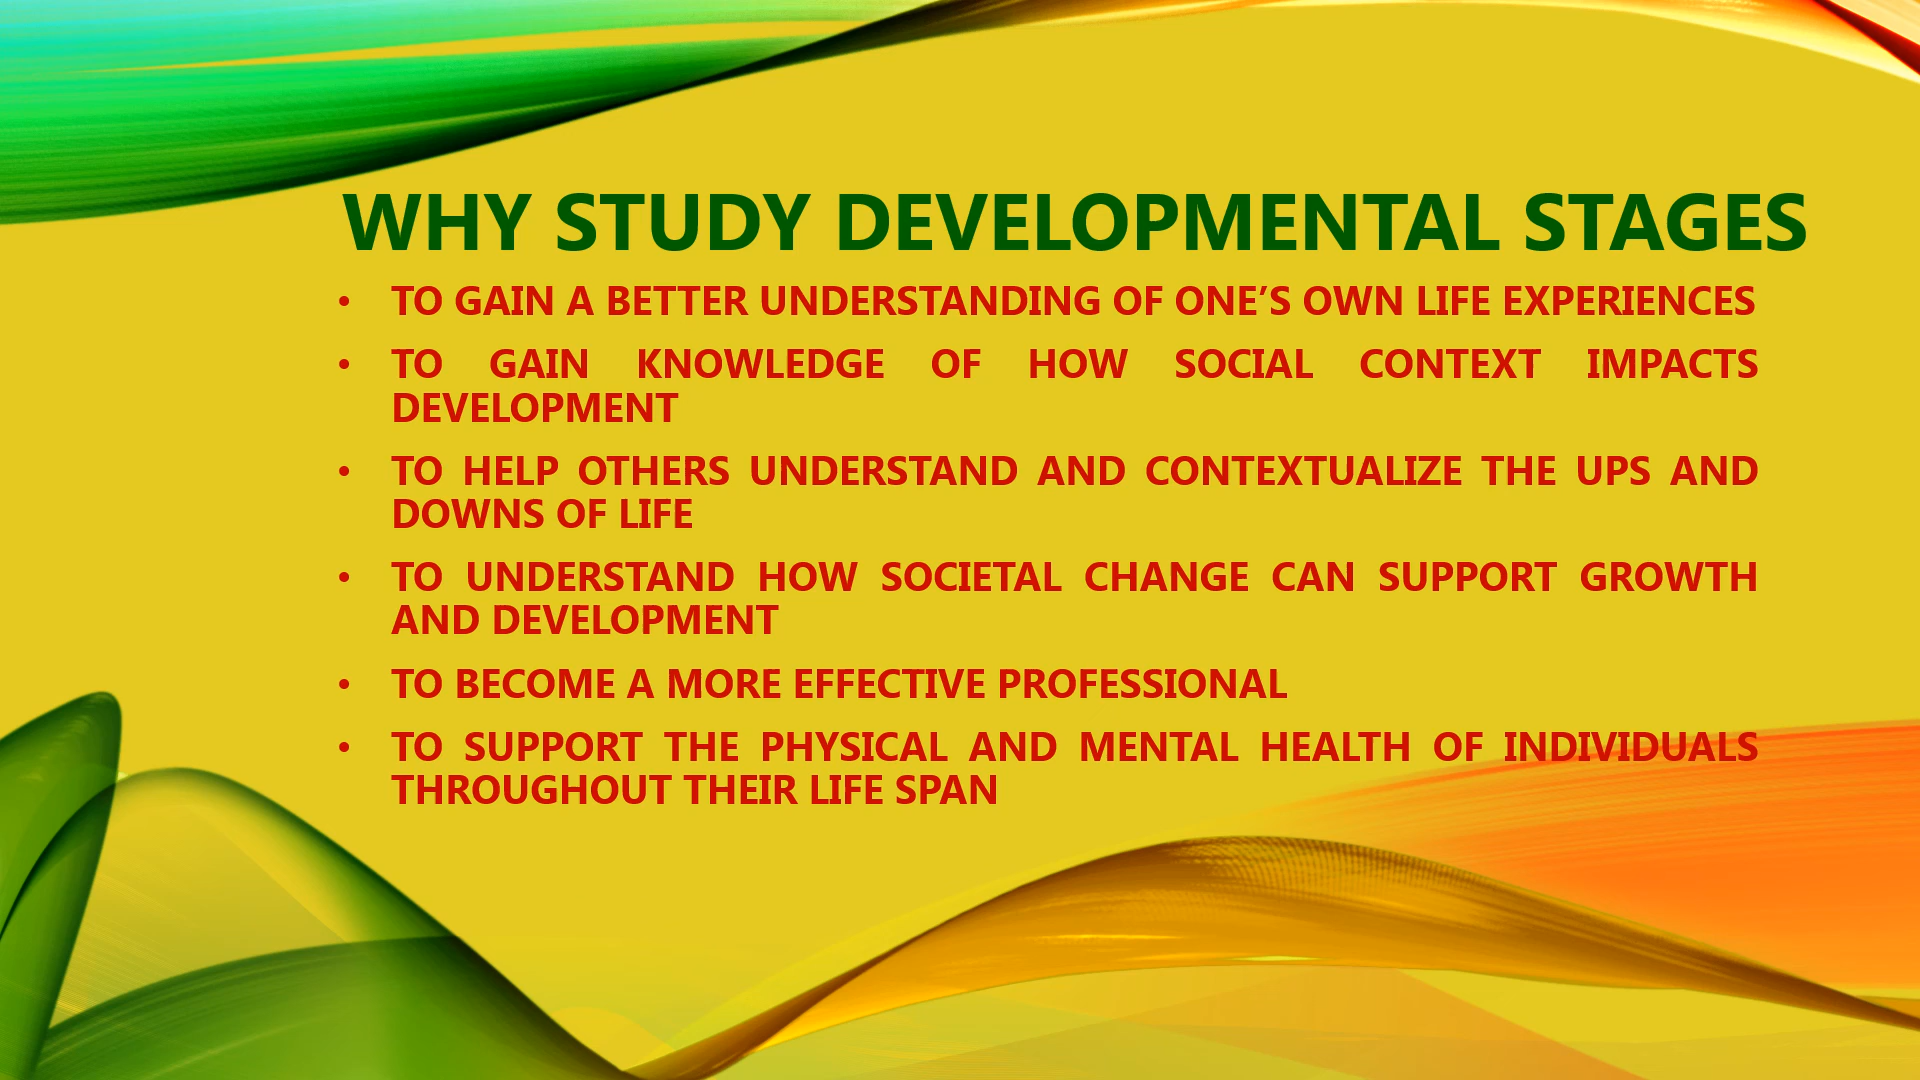 WHY STUDY DEVELOPMENTAL STAGES
• TO GAIN A BETTER UNDERSTANDING OF ONE’S OWN LIFE EXPERIENCES
• TO GAIN KNOWLEDGE OF HOW SOCIAL CONTEXT IMPACTS
DEVELOPMENT
• TO HELP OTHERS UNDERSTAND AND CONTEXTUALIZE THE UPS AND
DOWNS OF LIFE
• TO UNDERSTAND HOW SOCIETAL CHANGE CAN SUPPORT GROWTH
AND DEVELOPMENT
• TO BECOME A MORE EFFECTIVE PROFESSIONAL
• TO SUPPORT THE PHYSICAL AND MENTAL HEALTH OF INDIVIDUALS
THROUGHOUT THEIR LIFE SPAN